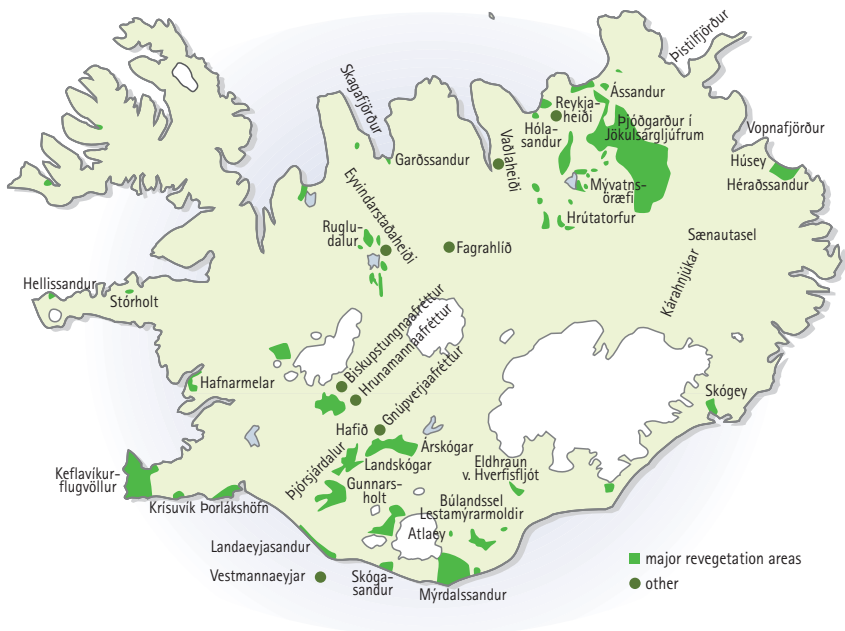 Þistilfjörður
Skagafjörður
Ássandur
Reykja-
heiði
Þjóðgarður í
Jökulsárgljúfrum
Hóla-
sandur
Vopnafjörður
Vaðlaheiði
Garðssandur
Húsey
Héraðssandur
Eyvindarstaðaheiði
Mývatns-
öræfi
Hrútatorfur
Ruglu-
dalur
Sænautasel
Fagrahlíð
Kárahnjúkar
Hellissandur
Stórholt
Biskupstungnaafréttur
Hrunamannaafréttur
Gnúpverjaafréttur
Hafnarmelar
Skógey
Hafið
Árskógar
Þjórsjárdalur
Landskógar
Eldhraun
v. Hverfisfljót
Keflavíkur-
flugvöllur
Gunnars-
holt
Búlandssel
Krísuvík
Þorlákshöfn
Lestamýrarmoldir
Atlaey
Landaeyjasandur
major revegetation areas
Vestmannaeyjar
Skóga-
sandur
other
Mýrdalssandur